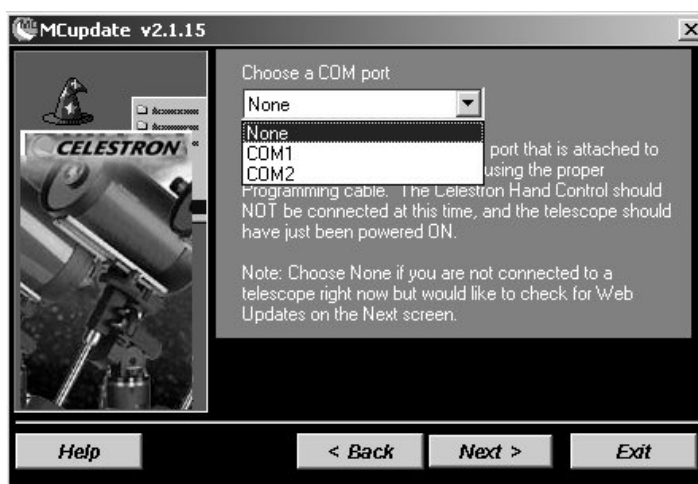 MCupdate v2.1.15
Choose a COM port
None
None
COM1
COM2
port that is attached to
using the proper
Programming cable. The Celestron Hand Control should
NOT be connected at this time, and the telescope should
have just been powered ON.
Note: Choose None if you are not connected to a
telescope right now but would like to check for Web
Updates on the Next screen.
CELESTRON
Help
< Back
Next >
Exit